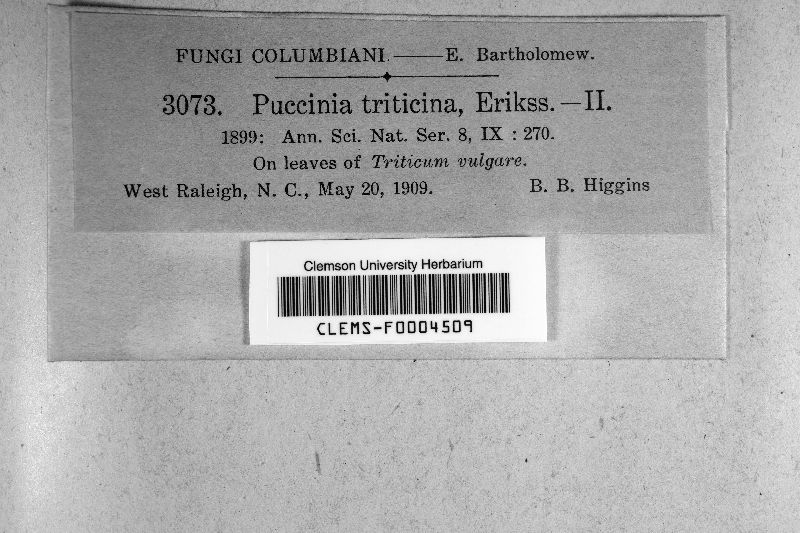 FUNGI COLUMBIANI.——E. Bartholomew.
3073. Puccinia triticina, Erikss.—II.
1899: Ann. Sci. Nat. Ser. 8, IX : 270.
On leaves of Triticum vulgare.
West Raleigh, N. C., May 20, 1909. B. B. Higgins
Clemson University Herbarium
CLEMS-F0004509